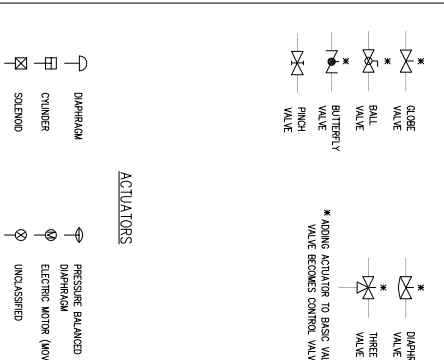 GLOBE
VALVE
*
BALL
VALVE
*
BUTTERFLY
VALVE
*
PINCH
VALVE
DIAPHR
VALVE
*
THREE
VALVE
*
* ADDING ACTUATOR TO BASIC VAL
VALVE BECOMES CONTROL VALV
ACTUATORS
DIAPHRAGM
CYLINDER
SOLENOID
PRESSURE BALANCED
DIAPHRAGM
M ELECTRIC MOTOR (MOV
UNCLASSIFIED